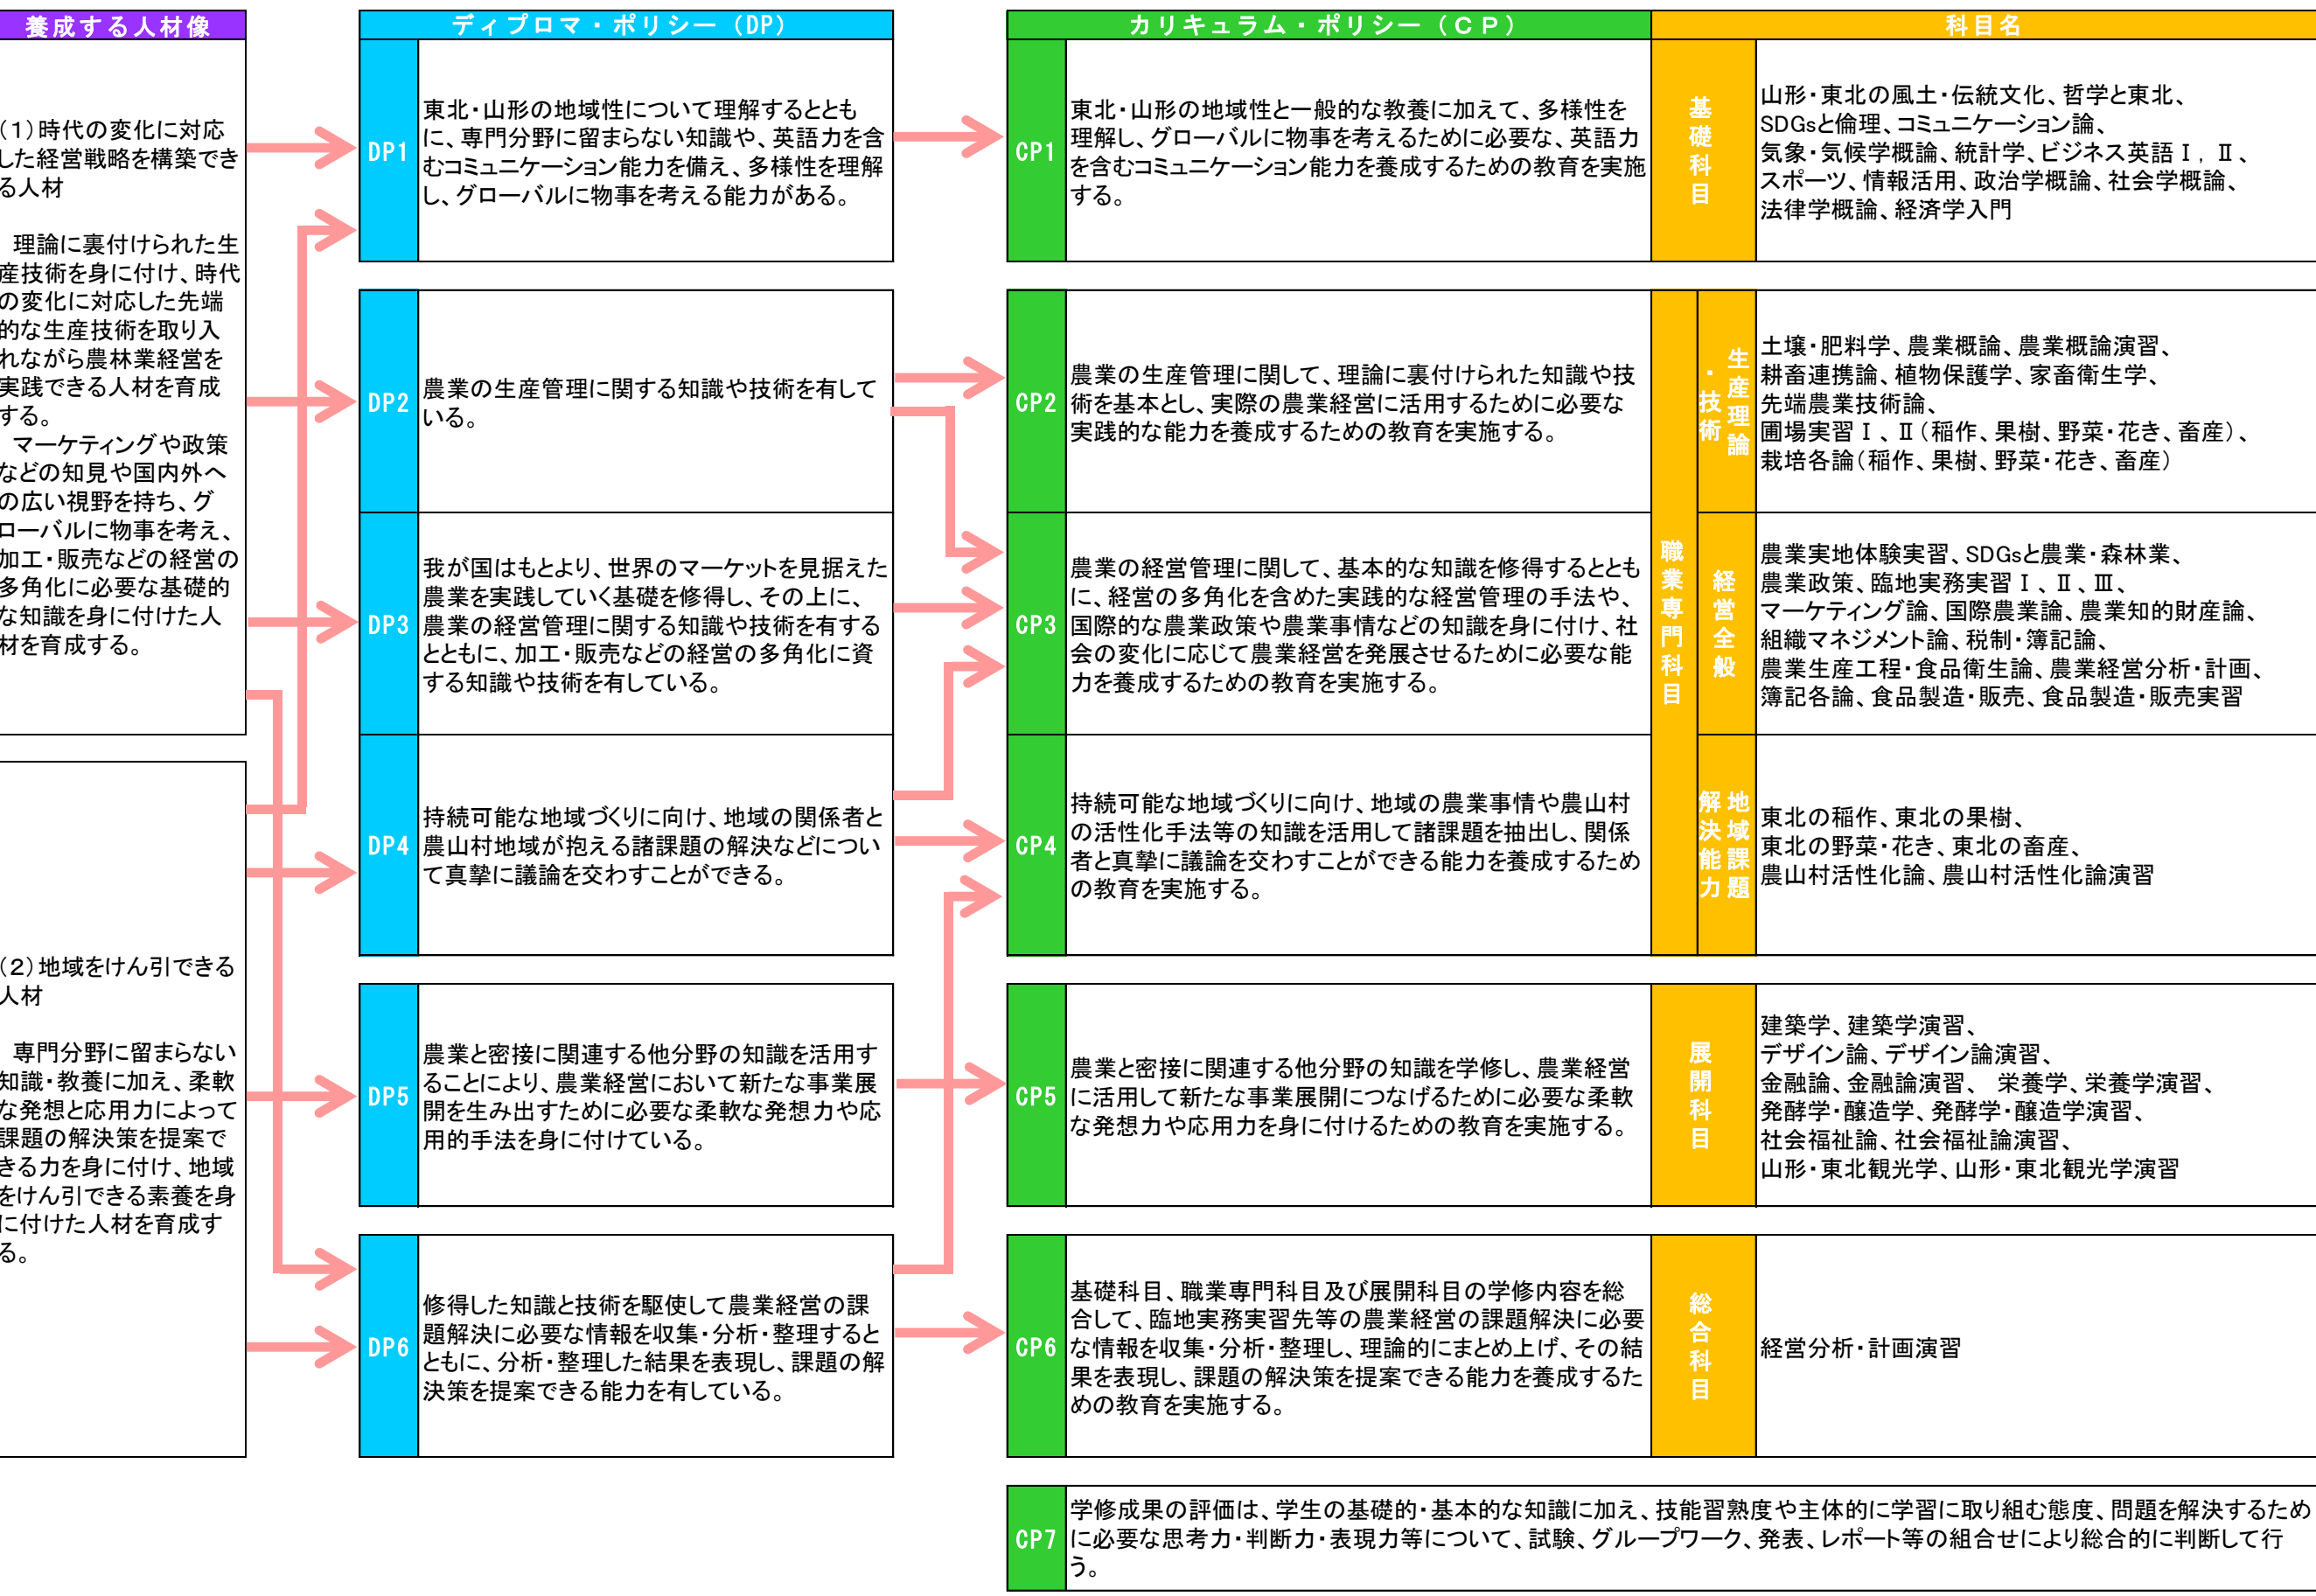 養成する人材像
(1)時代の変化に対応
した経営戦略を構築でき
る人材
理論に裏付けられた生
産技術を身に付け、時代
の変化に対応した先端
的な生産技術を取り入
れながら農林業経営を
実践できる人材を育成
する。
マーケティングや政策
などの知見や国内外へ
の広い視野を持ち、グ
ローバルに物事を考え、
加工・販売などの経営の
多角化に必要な基礎的
な知識を身に付けた人
材を育成する。
(2)地域をけん引できる
人材
専門分野に留まらない
知識・教養に加え、柔軟
な発想と応用力によって
課題の解決策を提案で
きる力を身に付け、地域
をけん引できる素養を身
に付けた人材を育成す
る。
ディプロマ・ポリシー(DP)
DP1
東北・山形の地域性について理解するととも
に、専門分野に留まらない知識や、英語力を含
むコミュニケーション能力を備え、多様性を理解
し、グローバルに物事を考える能力がある。
DP2
農業の生産管理に関する知識や技術を有して
いる。
DP3
我が国はもとより、世界のマーケットを見据えた
農業を実践していく基礎を修得し、その上に、
農業の経営管理に関する知識や技術を有する
とともに、加工・販売などの経営の多角化に資
する知識や技術を有している。
DP4
持続可能な地域づくりに向け、地域の関係者と
農山村地域が抱える諸課題の解決などについ
て真摯に議論を交わすことができる。
DP5
農業と密接に関連する他分野の知識を活用す
ることにより、農業経営において新たな事業展
開を生み出すために必要な柔軟な発想力や応
用的手法を身に付けている。
DP6
修得した知識と技術を駆使して農業経営の課
題解決に必要な情報を収集・分析・整理すると
ともに、分析・整理した結果を表現し、課題の解
決策を提案できる能力を有している。
カリキュラム・ポリシー(CP)
科目名
CP1
東北・山形の地域性と一般的な教養に加えて、多様性を
理解し、グローバルに物事を考えるために必要な、英語力
を含むコミュニケーション能力を養成するための教育を実施
する。
基礎科目
山形・東北の風土・伝統文化、哲学と東北、
SDGsと倫理、コミュニケーション論、
気象・気候学概論、統計学、ビジネス英語Ⅰ,Ⅱ、
スポーツ、情報活用、政治学概論、社会学概論、
法律学概論、経済学入門
職業専門科目
CP2
農業の生産管理に関して、理論に裏付けられた知識や技
術を基本とし、実際の農業経営に活用するために必要な
実践的な能力を養成するための教育を実施する。
生産理論
・技術
土壌・肥料学、農業概論、農業概論演習、
耕畜連携論、植物保護学、家畜衛生学、
先端農業技術論、
圃場実習Ⅰ、Ⅱ(稲作、果樹、野菜・花き、畜産)、
栽培各論(稲作、果樹、野菜・花き、畜産)
CP3
農業の経営管理に関して、基本的な知識を修得するととも
に、経営の多角化を含めた実践的な経営管理の手法や、
国際的な農業政策や農業事情などの知識を身に付け、社
会の変化に応じて農業経営を発展させるために必要な能
力を養成するための教育を実施する。
経営全般
農業実地体験実習、SDGsと農業・森林業、
農業政策、臨地実務実習Ⅰ、Ⅱ、Ⅲ、
マーケティング論、国際農業論、農業知的財産論、
組織マネジメント論、税制・簿記論、
農業生産工程・食品衛生論、農業経営分析・計画、
簿記各論、食品製造・販売、食品製造・販売実習
CP4
持続可能な地域づくりに向け、地域の農業事情や農山村
の活性化手法等の知識を活用して諸課題を抽出し、関係
者と真摯に議論を交わすことができる能力を養成するため
の教育を実施する。
地域課題
解決能力
東北の稲作、東北の果樹、
東北の野菜・花き、東北の畜産、
農山村活性化論、農山村活性化論演習
CP5
農業と密接に関連する他分野の知識を学修し、農業経営
に活用して新たな事業展開につなげるために必要な柔軟
な発想力や応用力を身に付けるための教育を実施する。
展開科目
建築学、建築学演習、
デザイン論、デザイン論演習、
金融論、金融論演習、 栄養学、栄養学演習、
発酵学・醸造学、発酵学・醸造学演習、
社会福祉論、社会福祉論演習、
山形・東北観光学、山形・東北観光学演習
CP6
基礎科目、職業専門科目及び展開科目の学修内容を総
合して、臨地実務実習先等の農業経営の課題解決に必要
な情報を収集・分析・整理し、理論的にまとめ上げ、その結
果を表現し、課題の解決策を提案できる能力を養成するた
めの教育を実施する。
総合科目
経営分析・計画演習
CP7
学修成果の評価は、学生の基礎的・基本的な知識に加え、技能習熟度や主体的に学習に取り組む態度、問題を解決するため
に必要な思考力・判断力・表現力等について、試験、グループワーク、発表、レポート等の組合せにより総合的に判断して行
う。